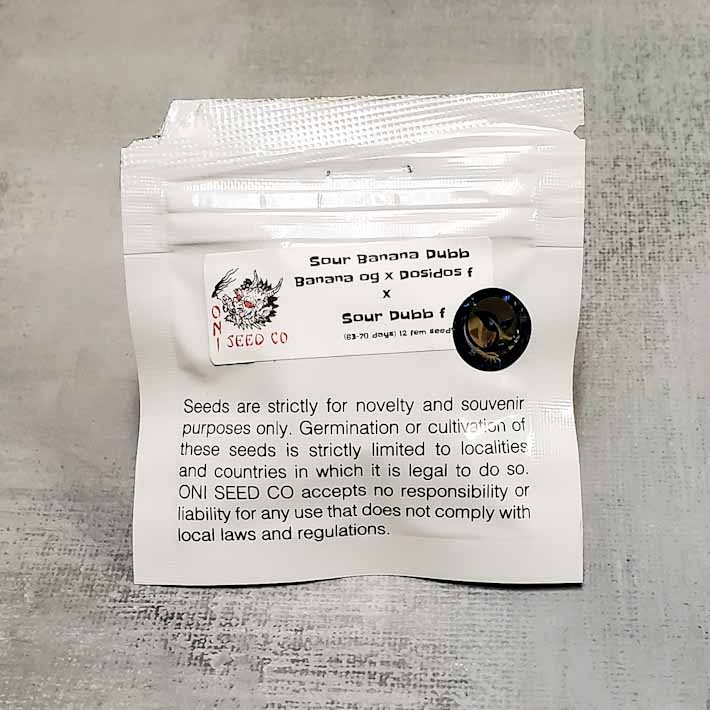 Sour Banana Dubb
Banana og x Dosidos f
x
Sour Dubb f
(63-70 days) 12 fem seeds
ONI
SEED CO
Seeds are strictly for novelty and souvenir
purposes only. Germination or cultivation of
these seeds is strictly limited to localities
and countries in which it is legal to do so.
ONI SEED CO accepts no responsibility or
liability for any use that does not comply with
local laws and regulations.